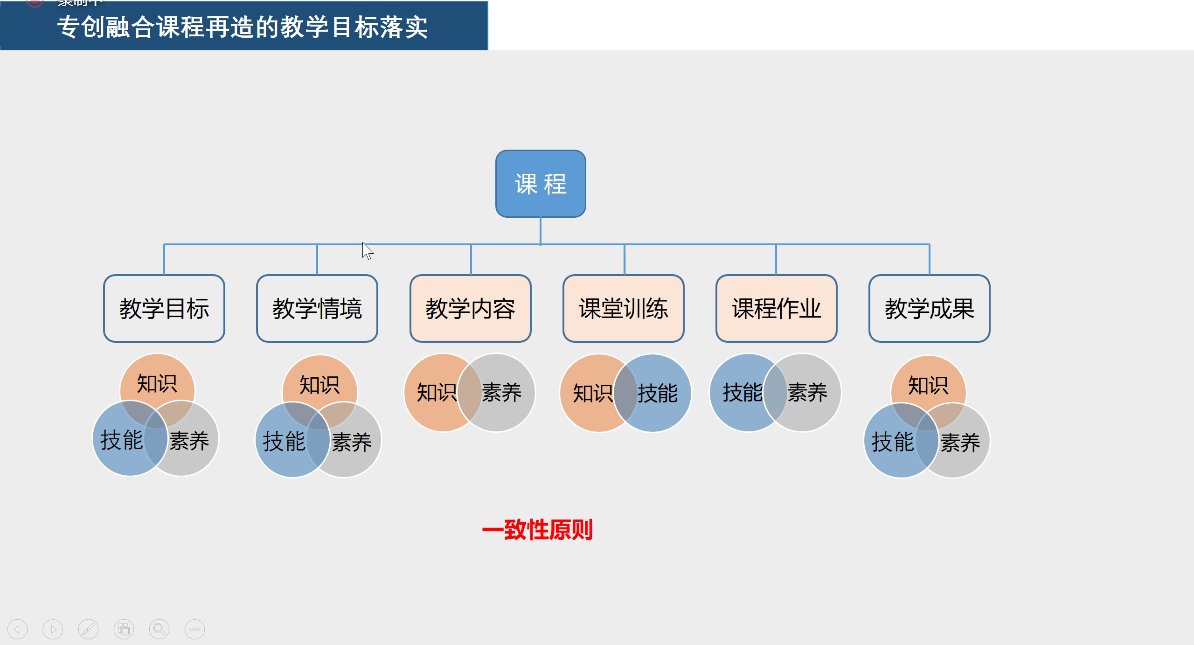 专创融合课程再造的教学目标落实
课 程
教学目标
教学情境
教学内容
课堂训练
课程作业
教学成果
知识
技能
素养
知识
技能
素养
知识
素养
知识
技能
技能
素养
知识
技能
素养
一致性原则